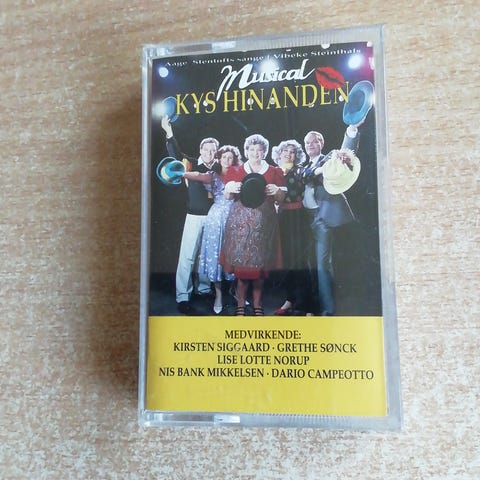 Aage Stentofts sange i Vibeke Steinthals
Musical
KYS HINANDEN
MEDVIRKENDE:
KIRSTEN SIGGAARD · GRETHE SØNCK
LISE LOTTE NORUP
NIS BANK MIKKELSEN · DARIO CAMPEOTTO